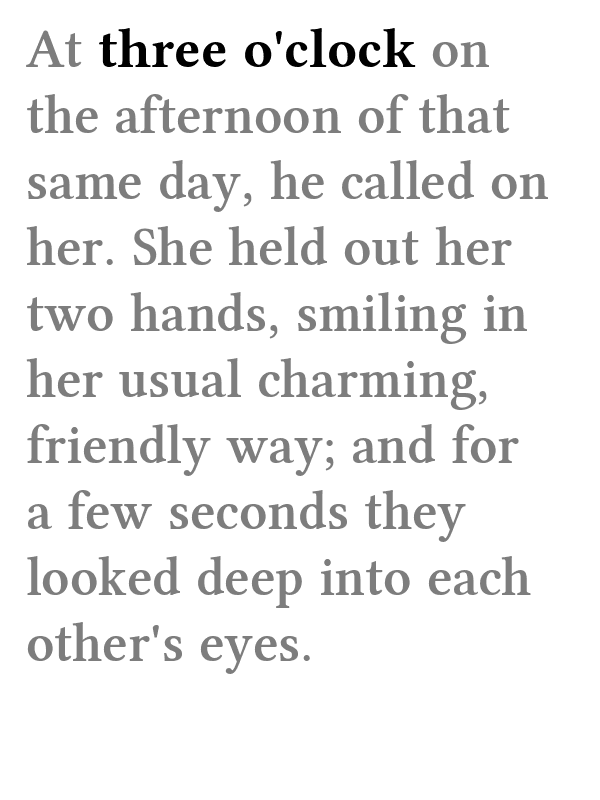 At three o'clock on
the afternoon of that
same day, he called on
her. She held out her
two hands, smiling in
her usual charming,
friendly way; and for
a few seconds they
looked deep into each
other's eyes.